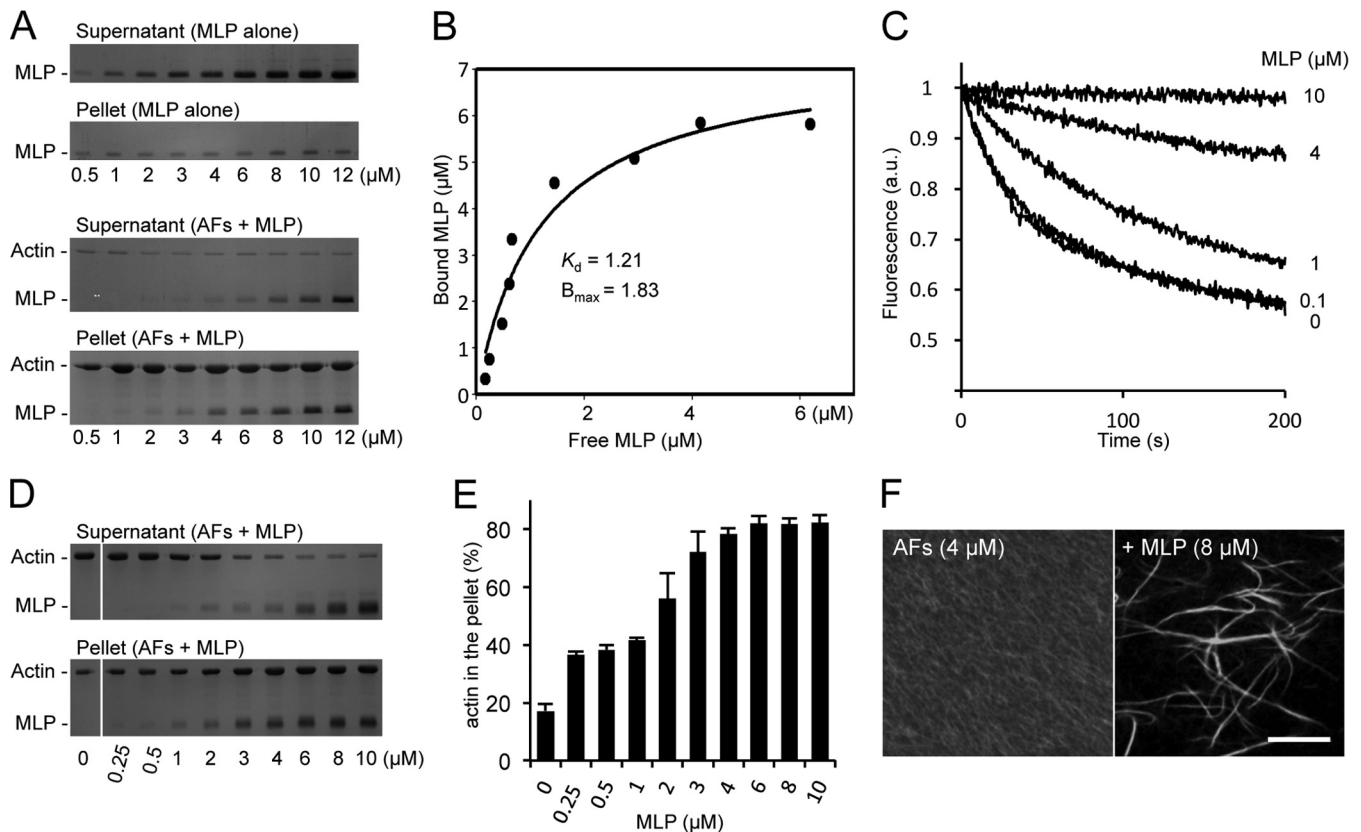 A
Supernatant (MLP alone)
MLP -
Pellet (MLP alone)
MLP -
0.5 1 2 3 4 6 8 10 12 (µM)
Supernatant (AFs + MLP)
Actin -
MLP -
Pellet (AFs + MLP)
Actin -
MLP -
0.5 1 2 3 4 6 8 10 12 (µM)
B
7
6
5
4
3
2
1
0
Bound MLP (µM)
Kd = 1.21
Bmax = 1.83
0 2 4 6 (µM)
Free MLP (µM)
C
MLP (µM)
1
0.9
0.8
0.7
0.6
0.5
Fluorescence (a.u.)
10
4
1
0.1
0
0 100 200
Time (s)
D
Supernatant (AFs + MLP)
Actin -
MLP -
Pellet (AFs + MLP)
Actin -
MLP -
0 0.25 0.5 1 2 3 4 6 8 10 (µM)
E
80
60
40
20
0
actin in the pellet (%)
0 0.25 0.5 1 2 3 4 6 8 10
MLP (µM)
F
AFs (4 µM)
+ MLP (8 µM)